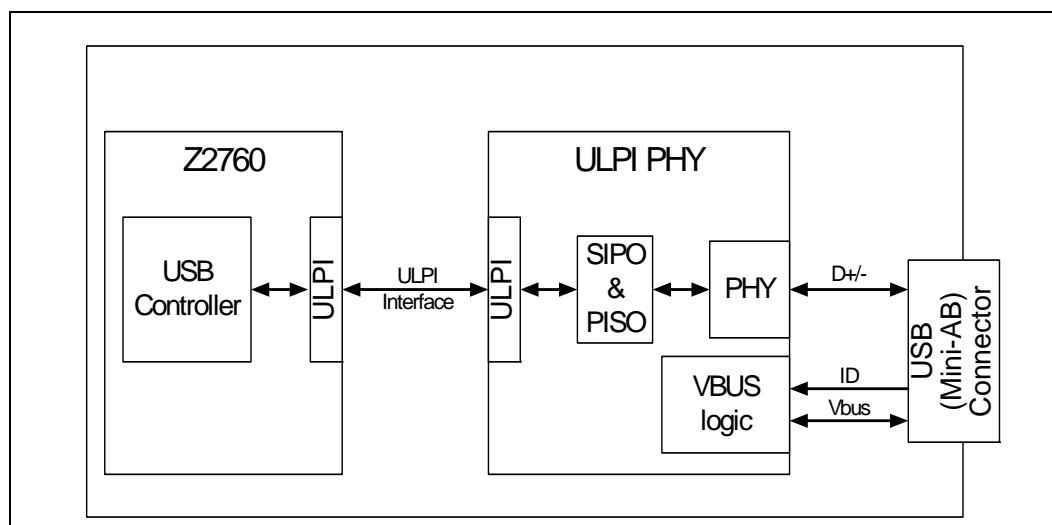 Z2760
USB
Controller
ULPI
ULPI
Interface
ULPI PHY
ULPI
SIPO
&
PISO
PHY
VBUS
logic
D+/-
ID
Vbus
USB
(Mini-AB)
Connector